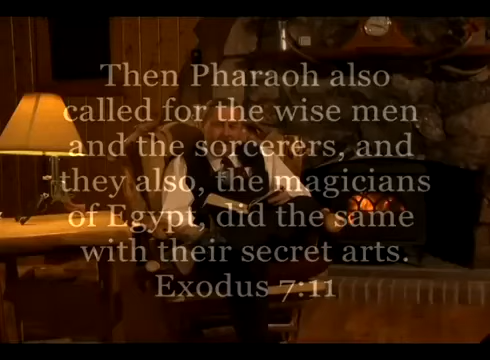 Then Pharaoh also
called for the wise men
and the sorcerers, and
they also, the magicians
of Egypt, did the same
with their secret arts.
Exodus 7:11